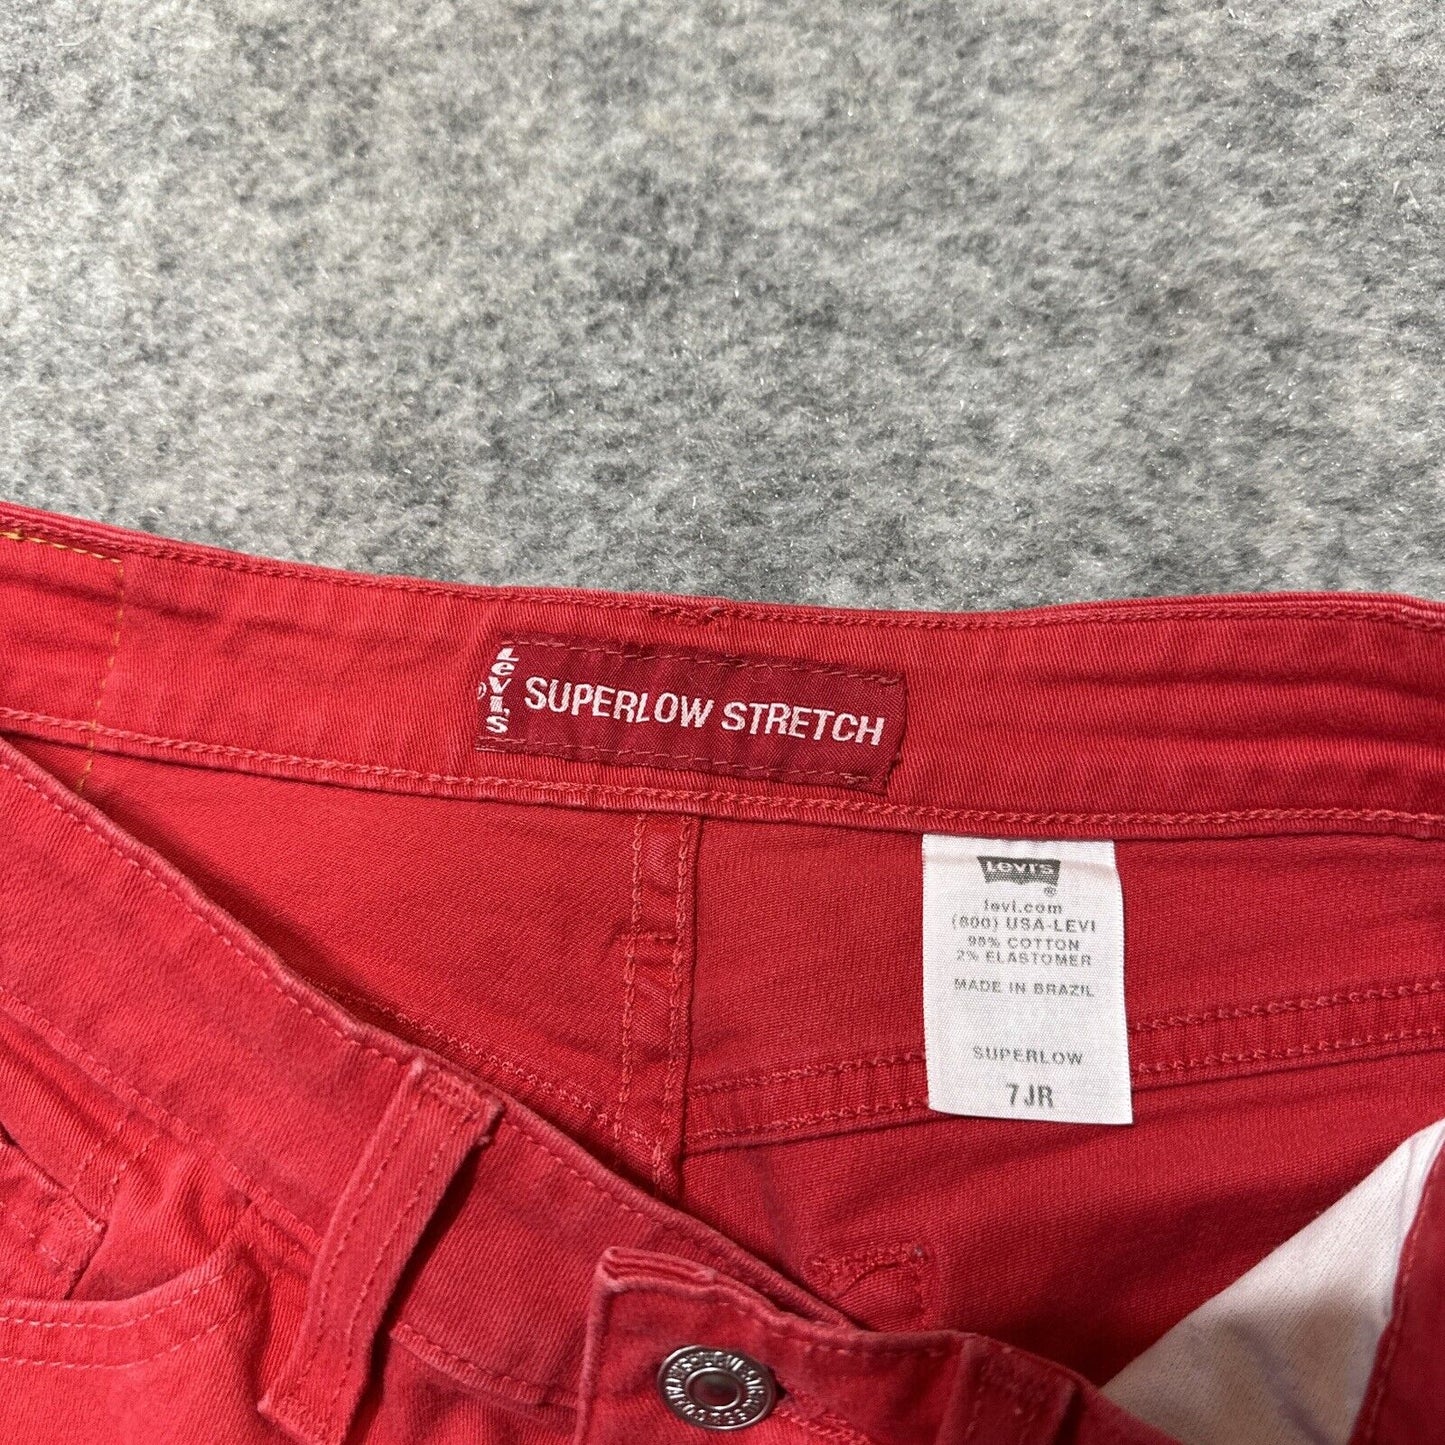 Levi's
®
SUPERLOW STRETCH
Levi's
®
levi.com
(800) USA-LEVI
98% COTTON
2% ELASTOMER
MADE IN BRAZIL
SUPERLOW
7 JR